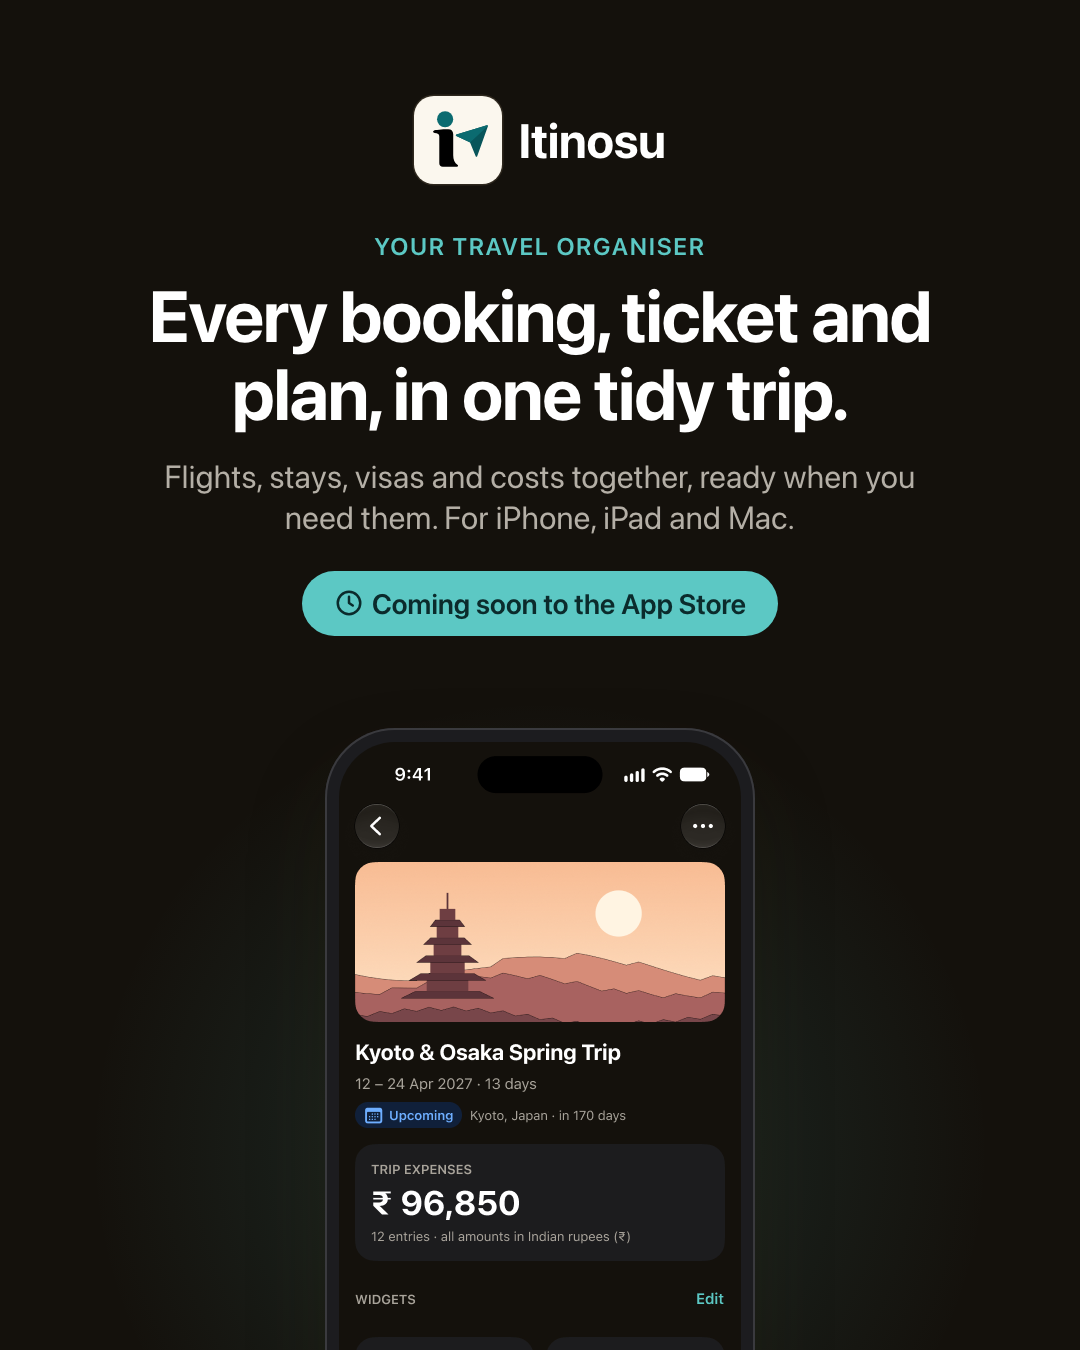 Itinosu
YOUR TRAVEL ORGANISER
Every booking, ticket and
plan, in one tidy trip.
Flights, stays, visas and costs together, ready when you
need them. For iPhone, iPad and Mac.
Coming soon to the App Store
9:41
Kyoto & Osaka Spring Trip
12 – 24 Apr 2027 · 13 days
Upcoming Kyoto, Japan · in 170 days
TRIP EXPENSES
₹ 96,850
12 entries · all amounts in Indian rupees (₹)
WIDGETS Edit